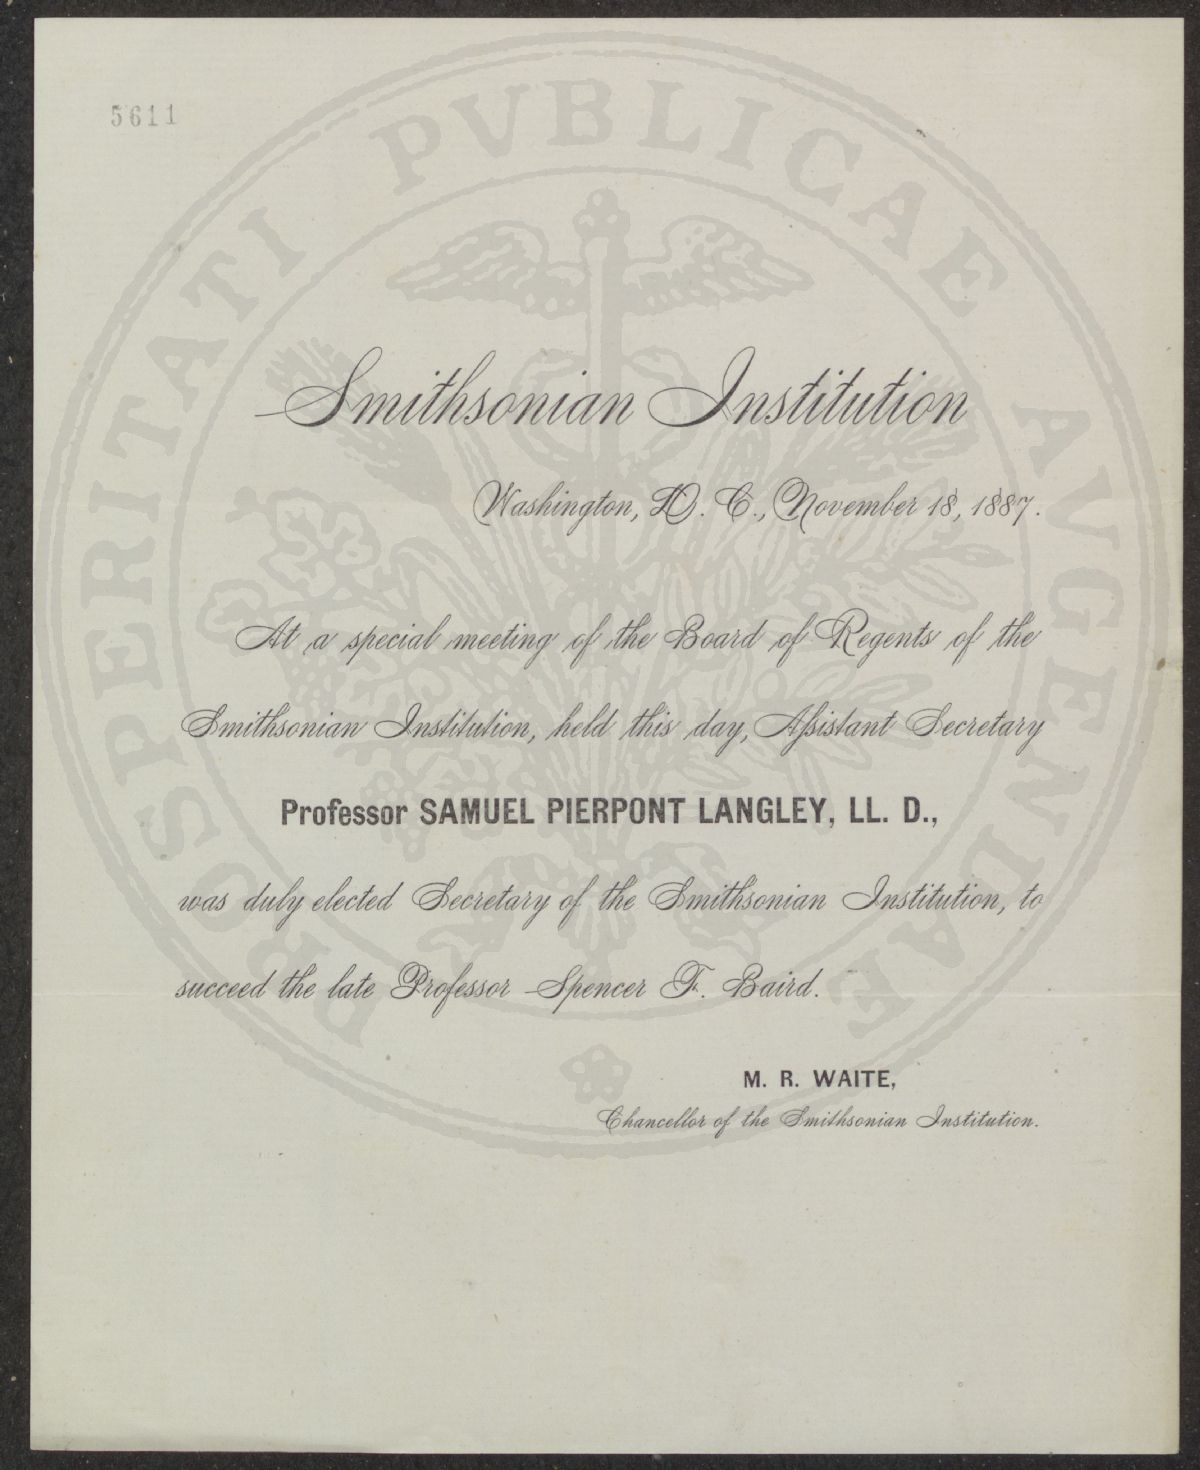 5611
PROSPERITATI PVBLICAE AVGENDAE
Smithsonian Institution
Washington, D. C., November 18, 1887.
At a special meeting of the Board of Regents of the
Smithsonian Institution, held this day, Aſsistant Secretary
Professor SAMUEL PIERPONT LANGLEY, LL. D.,
was duly elected Secretary of the Smithsonian Institution, to
succeed the late Professor Spencer F. Baird.
M. R. WAITE,
Chancellor of the Smithsonian Institution.